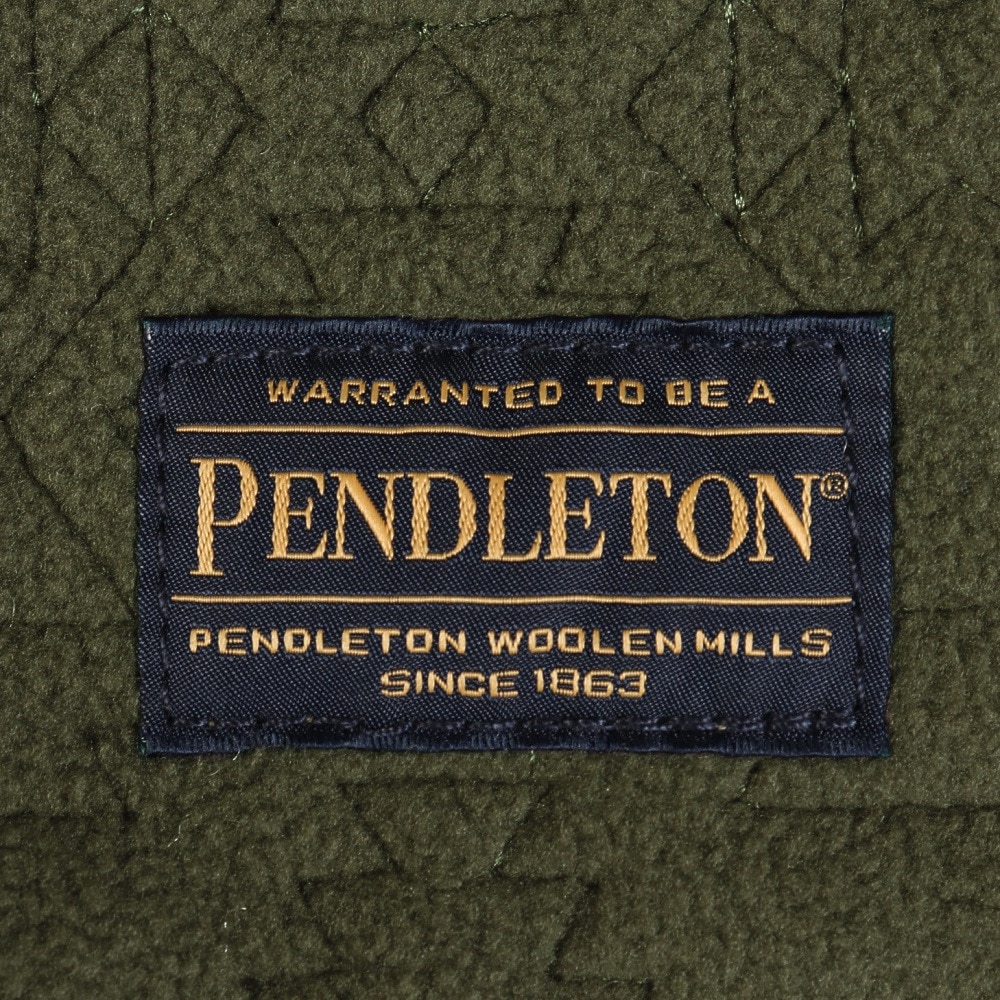 WARRANTED TO BE A
PENDLETON®
PENDLETON WOOLEN MILLS
SINCE 1863